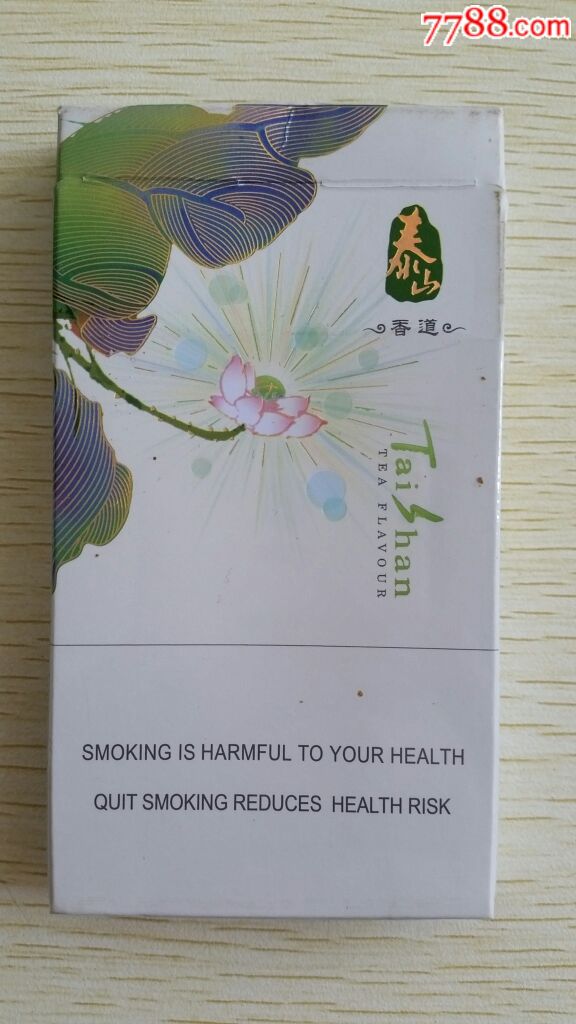 7788.com
泰山
香道
TaiShan
TEA FLAVOUR
SMOKING IS HARMFUL TO YOUR HEALTH
QUIT SMOKING REDUCES HEALTH RISK